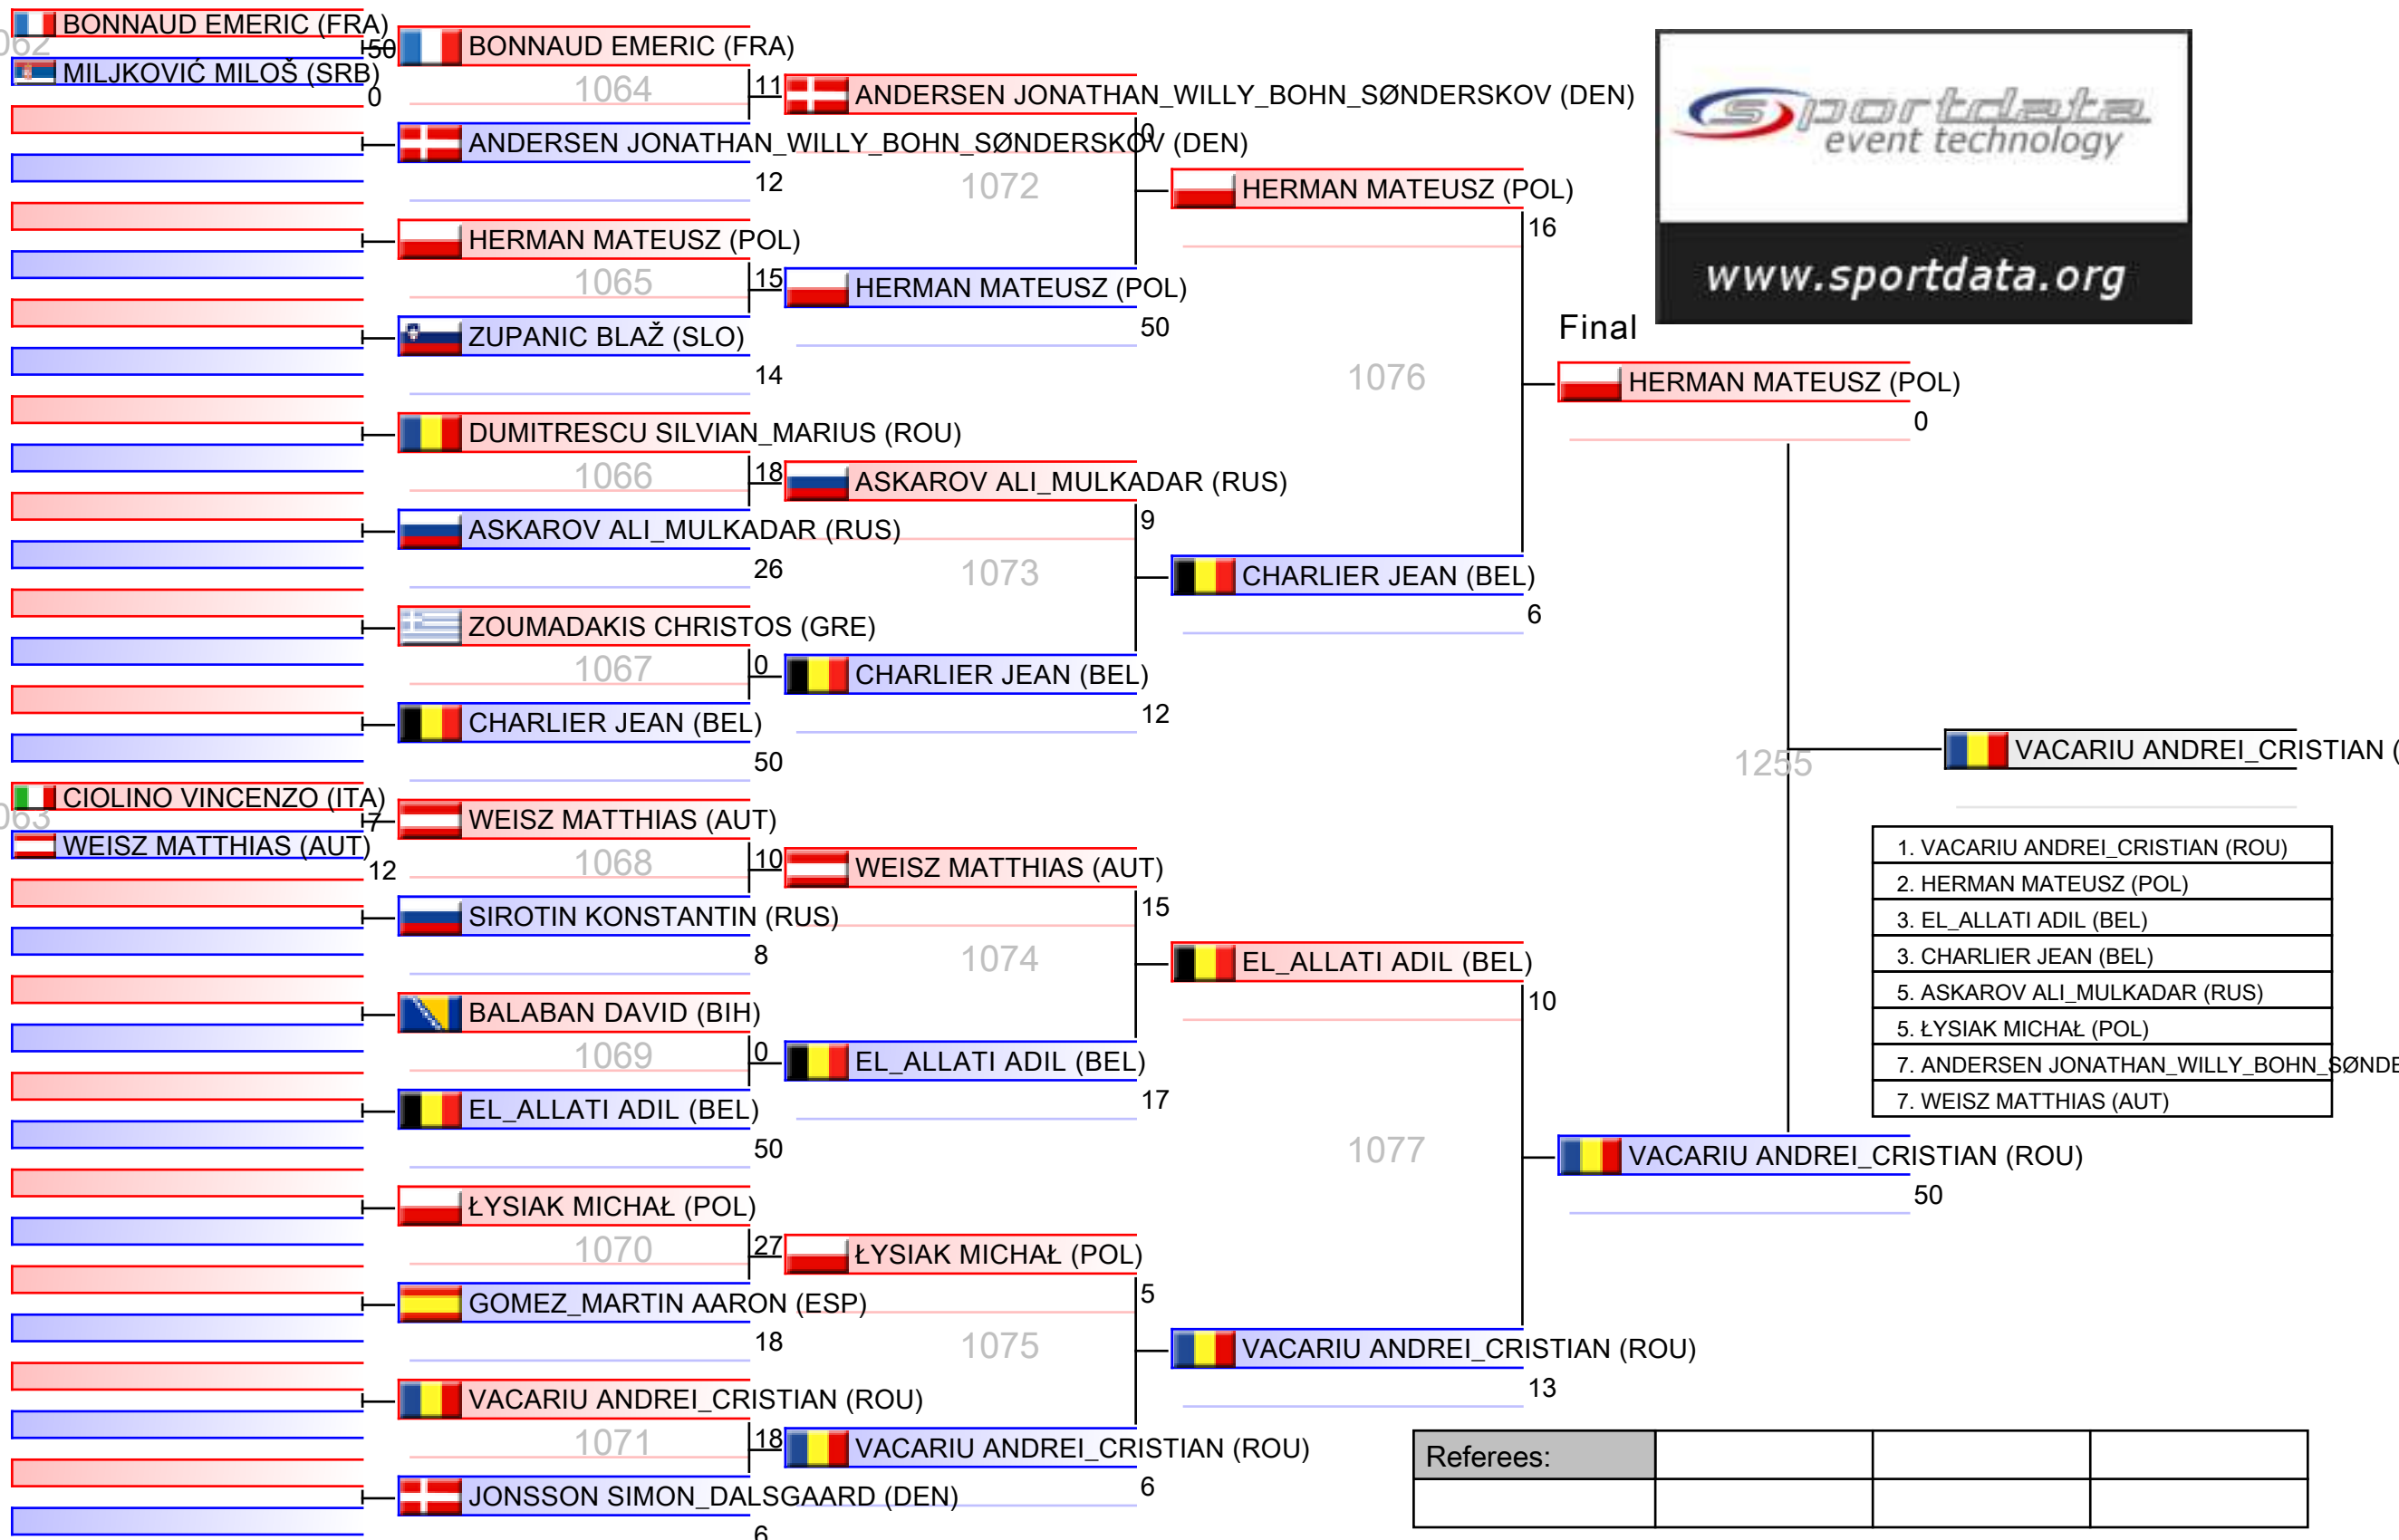 BONNAUD EMERIC (FRA)
50
MILJKOVIĆ MILOŠ (SRB)
0
CIOLINO VINCENZO (ITA)
7
WEISZ MATTHIAS (AUT)
12
BONNAUD EMERIC (FRA)
1064
11
ANDERSEN JONATHAN_WILLY_BOHN_SØNDERSKOV (DEN)
12
HERMAN MATEUSZ (POL)
1065
15
ZUPANIC BLAŽ (SLO)
14
DUMITRESCU SILVIAN_MARIUS (ROU)
1066
18
ASKAROV ALI_MULKADAR (RUS)
26
ZOUMADAKIS CHRISTOS (GRE)
1067
0
CHARLIER JEAN (BEL)
50
WEISZ MATTHIAS (AUT)
1068
10
SIROTIN KONSTANTIN (RUS)
8
BALABAN DAVID (BIH)
1069
0
EL_ALLATI ADIL (BEL)
50
ŁYSIAK MICHAŁ (POL)
1070
27
GOMEZ_MARTIN AARON (ESP)
18
VACARIU ANDREI_CRISTIAN (ROU)
1071
18
JONSSON SIMON_DALSGAARD (DEN)
6
ANDERSEN JONATHAN_WILLY_BOHN_SØNDERSKOV (DEN)
0
1072
HERMAN MATEUSZ (POL)
50
ASKAROV ALI_MULKADAR (RUS)
9
1073
CHARLIER JEAN (BEL)
12
WEISZ MATTHIAS (AUT)
15
1074
EL_ALLATI ADIL (BEL)
17
ŁYSIAK MICHAŁ (POL)
5
1075
VACARIU ANDREI_CRISTIAN (ROU)
6
HERMAN MATEUSZ (POL)
16
1076
CHARLIER JEAN (BEL)
6
EL_ALLATI ADIL (BEL)
10
1077
VACARIU ANDREI_CRISTIAN (ROU)
13
sportdata
event technology
www.sportdata.org
Final
HERMAN MATEUSZ (POL)
0
1255
VACARIU ANDREI_CRISTIAN (ROU)
50
VACARIU ANDREI_CRISTIAN (
1. VACARIU ANDREI_CRISTIAN (ROU)
2. HERMAN MATEUSZ (POL)
3. EL_ALLATI ADIL (BEL)
3. CHARLIER JEAN (BEL)
5. ASKAROV ALI_MULKADAR (RUS)
5. ŁYSIAK MICHAŁ (POL)
7. ANDERSEN JONATHAN_WILLY_BOHN_SØNDE
7. WEISZ MATTHIAS (AUT)
Referees: